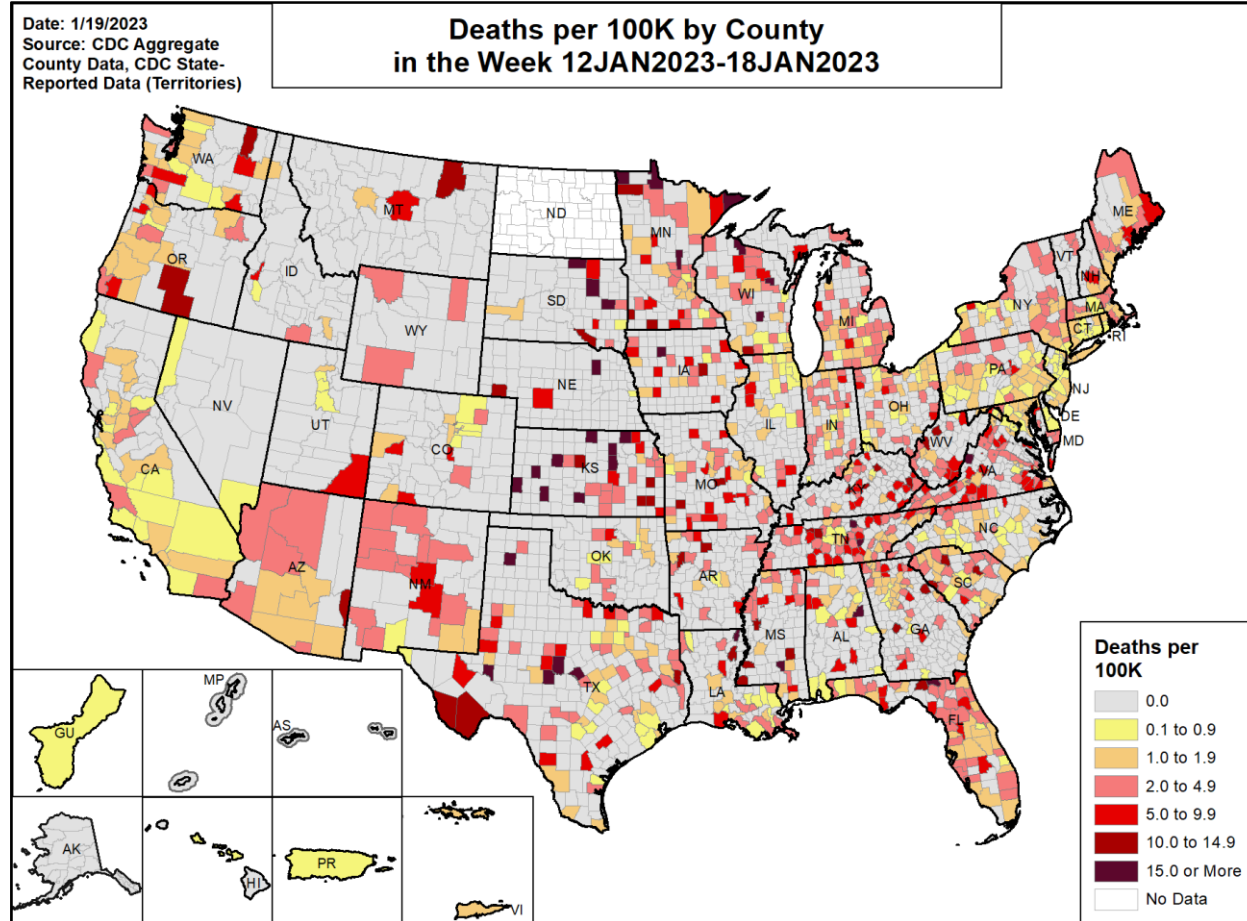 Date: 1/19/2023
Source: CDC Aggregate
County Data, CDC State-
Reported Data (Territories)
Deaths per 100K by County
in the Week 12JAN2023-18JAN2023
WA
MT
ND
MN
ME
OR
ID
SD
WI
VT
NH
NY
MA
WY
MI
CT
RI
NE
IA
PA
NJ
NV
UT
CO
IL
IN
OH
DE
MD
WV
CA
KS
MO
KY
VA
AZ
NM
OK
AR
TN
NC
SC
MS
AL
GA
TX
LA
FL
MP
GU
AS
AK
HI
PR
VI
Deaths per
100K
0.0
0.1 to 0.9
1.0 to 1.9
2.0 to 4.9
5.0 to 9.9
10.0 to 14.9
15.0 or More
No Data